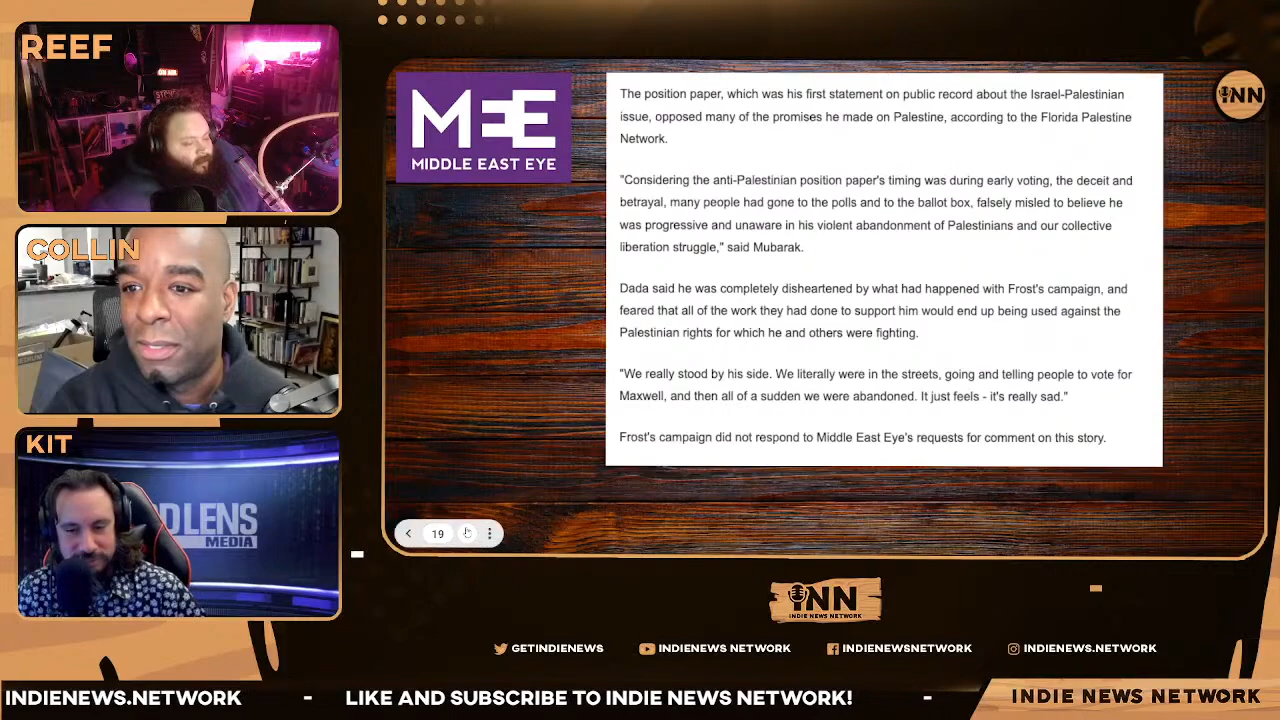 REEF
COLLIN
KIT
MEE
MIDDLE EAST EYE
The position paper, which was his first statement on public record about the Israel-Palestinian
issue, opposed many of the promises he made on Palestine, according to the Florida Palestine
Network.
"Considering the anti-Palestinian position paper's timing was during early voting, the deceit and
betrayal, many people had gone to the polls and to the ballot box, falsely misled to believe he
was progressive and unaware in his violent abandonment of Palestinians and our collective
liberation struggle," said Mubarak.
Dada said he was completely disheartened by what had happened with Frost's campaign, and
feared that all of the work they had done to support him would end up being used against the
Palestinian rights for which he and others were fighting.
"We really stood by his side. We literally were in the streets, going and telling people to vote for
Maxwell, and then all of a sudden we were abandoned. It just feels - it's really sad."
Frost's campaign did not respond to Middle East Eye's requests for comment on this story.
iNN
ON AIR
DLENS
MEDIA
19
iNN
INDIE NEWS NETWORK
GETINDIENEWS
INDIENEWS NETWORK
INDIENEWSNETWORK
INDIENEWS.NETWORK
INDIENEWS.NETWORK - LIKE AND SUBSCRIBE TO INDIE NEWS NETWORK! -
INDIE NEWS NETWORK